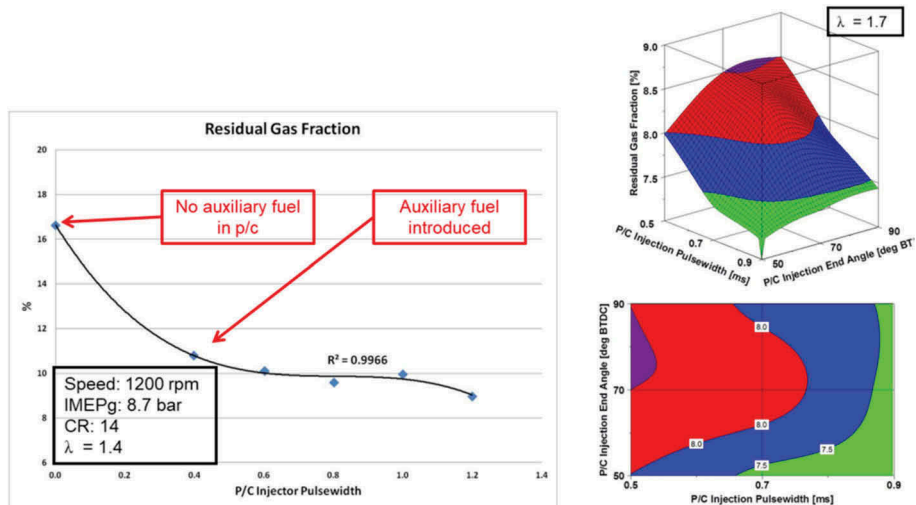 Residual Gas Fraction
20
18
16
14
12
10
8
6
%
No auxiliary fuel
in p/c
Auxiliary fuel
introduced
R² = 0.9966
Speed: 1200 rpm
IMEPg: 8.7 bar
CR: 14
λ = 1.4
0.0 0.2 0.4 0.6 0.8 1.0 1.2 1.4
P/C Injector Pulsewidth
λ = 1.7
Residual Gas Fraction [%]
9.0
8.5
8.0
7.5
0.5
0.7
0.9
P/C Injection Pulsewidth [ms]
50
70
90
P/C Injection End Angle [deg BT
P/C Injection End Angle [deg BTDC]
90
70
50
8.0
8.0
8.0
7.5
7.5
0.5 0.7 0.9
P/C Injection Pulsewidth [ms]